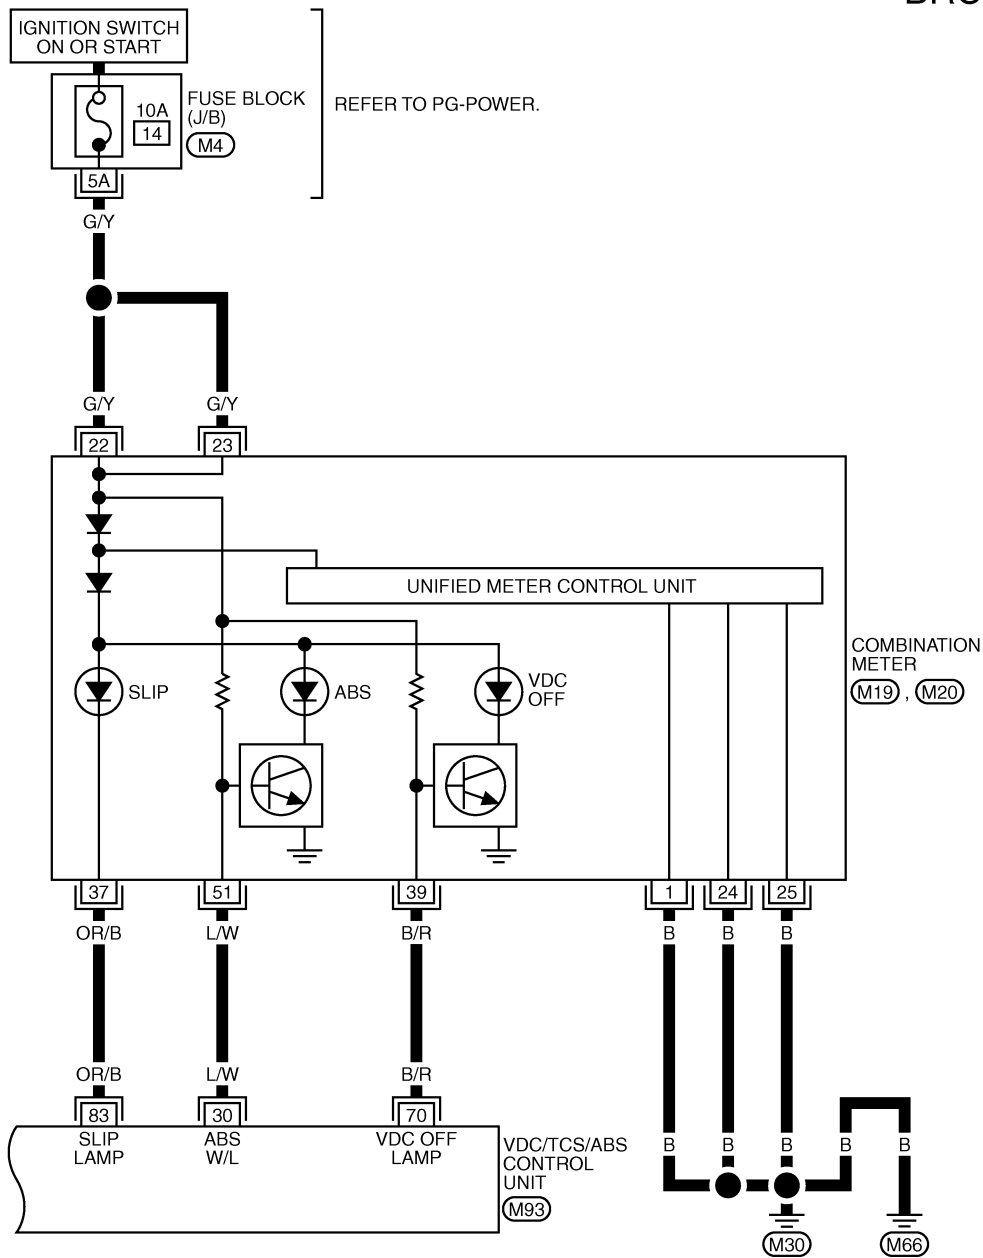 IGNITION SWITCH
ON OR START
10A
14
FUSE BLOCK
(J/B)
M4
REFER TO PG-POWER.
5A
G/Y
G/Y
G/Y
22
23
UNIFIED METER CONTROL UNIT
COMBINATION
METER
M19 , M20
SLIP
ABS
VDC
OFF
37
51
39
1
24
25
OR/B
L/W
B/R
B
B
B
OR/B
L/W
B/R
83
30
70
SLIP
LAMP
ABS
W/L
VDC OFF
LAMP
VDC/TCS/ABS
CONTROL
UNIT
M93
B
B
B
B
B
M30
M66